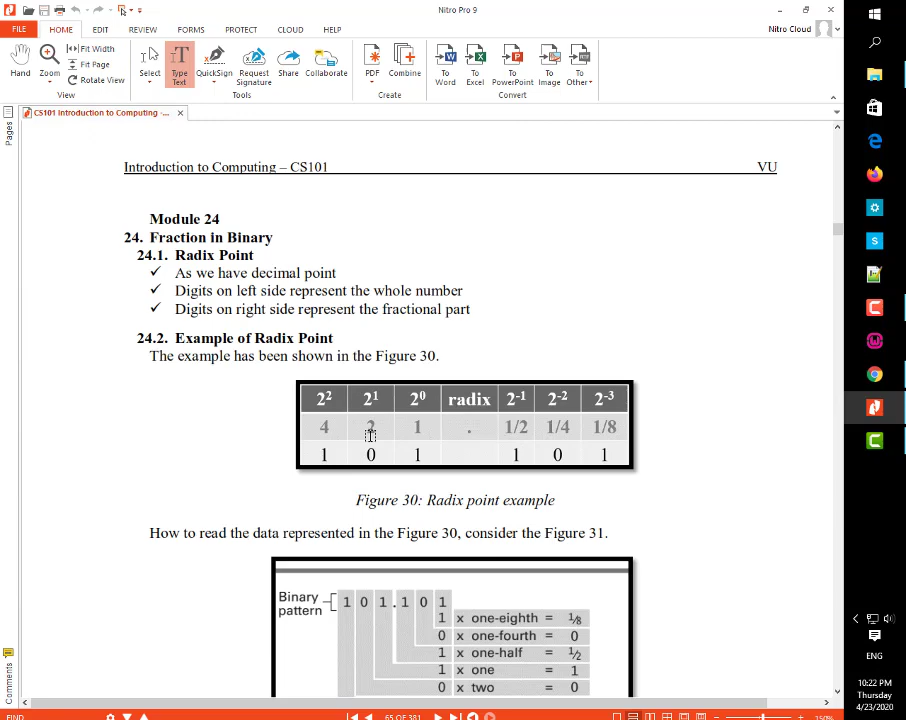 Nitro Pro 9
FILE HOME EDIT REVIEW FORMS PROTECT CLOUD HELP
Nitro Cloud
Hand
Zoom
Fit Width
Fit Page
Rotate View
View
Select
Type Text
QuickSign
Request Signature
Share
Collaborate
Tools
PDF
Combine
Create
To Word
To Excel
To PowerPoint
To Image
To Other
Convert
CS101 Introduction to Computing -...
Pages
Introduction to Computing – CS101 VU
Module 24
24. Fraction in Binary
24.1. Radix Point
✓ As we have decimal point
✓ Digits on left side represent the whole number
✓ Digits on right side represent the fractional part
24.2. Example of Radix Point
The example has been shown in the Figure 30.
2² 2¹ 2⁰ radix 2⁻¹ 2⁻² 2⁻³
4 2 1 . 1/2 1/4 1/8
1 0 1 1 0 1
Figure 30: Radix point example
How to read the data represented in the Figure 30, consider the Figure 31.
Binary pattern
1 0 1 . 1 0 1
1 x one-eighth = 1/8
0 x one-fourth = 0
1 x one-half = 1/2
1 x one = 1
0 x two = 0
Comments
FIND
65 OF 381
150%
ENG
10:22 PM
Thursday
4/23/2020